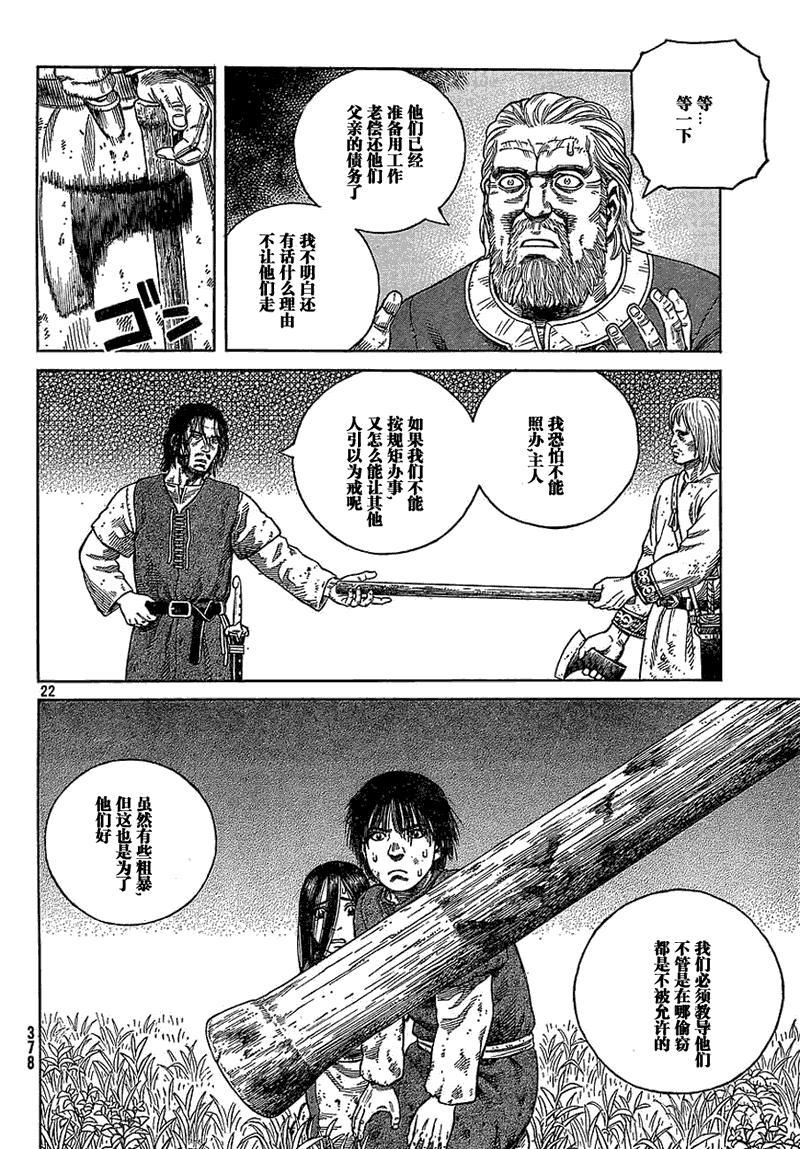 等…
等一下
他们已经
准备用工作
老偿还他们
父亲的债务了
我不明白还
有话什么理由
不让他们走
ゴン
我恐怕不能
照办,主人
如果我们不能
按规矩办事,
又怎么能让其他
人引以为戒呢
22
虽然有些粗暴,
但这也是为了
他们好
我们必须教导他们
不管是在哪偷窃
都是不被允许的
378